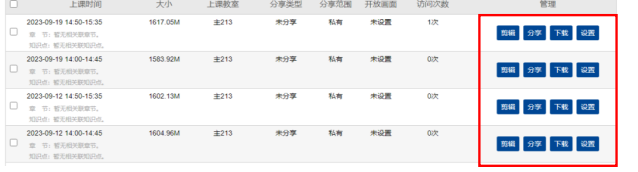 上课时间 大小 上课教室 分享类型 分享范围 开放画面 访问次数 管理
2023-09-19 14:50-15:35 1617.05M 主213 未分享 私有 未设置 1次 剪辑 分享 下载 设置
章 节：暂无相关联章节。
知识点：暂无相关联知识点。
2023-09-19 14:00-14:45 1583.92M 主213 未分享 私有 未设置 0次 剪辑 分享 下载 设置
章 节：暂无相关联章节。
知识点：暂无相关联知识点。
2023-09-12 14:50-15:35 1602.13M 主213 未分享 私有 未设置 0次 剪辑 分享 下载 设置
章 节：暂无相关联章节。
知识点：暂无相关联知识点。
2023-09-12 14:00-14:45 1604.96M 主213 未分享 私有 未设置 0次 剪辑 分享 下载 设置
章 节：暂无相关联章节。
知识点：暂无相关联知识点。